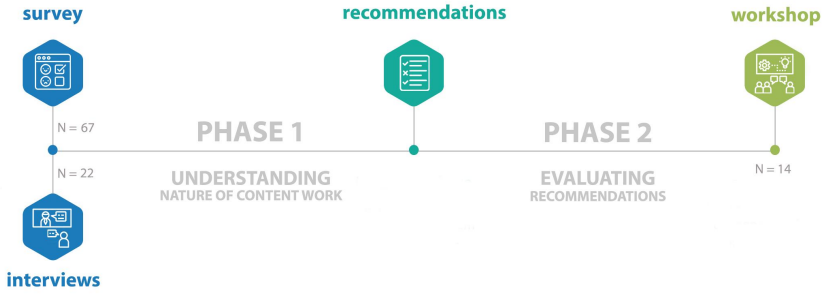 survey
recommendations
workshop
N = 67
PHASE 1
PHASE 2
N = 22
UNDERSTANDING
NATURE OF CONTENT WORK
EVALUATING
RECOMMENDATIONS
N = 14
interviews